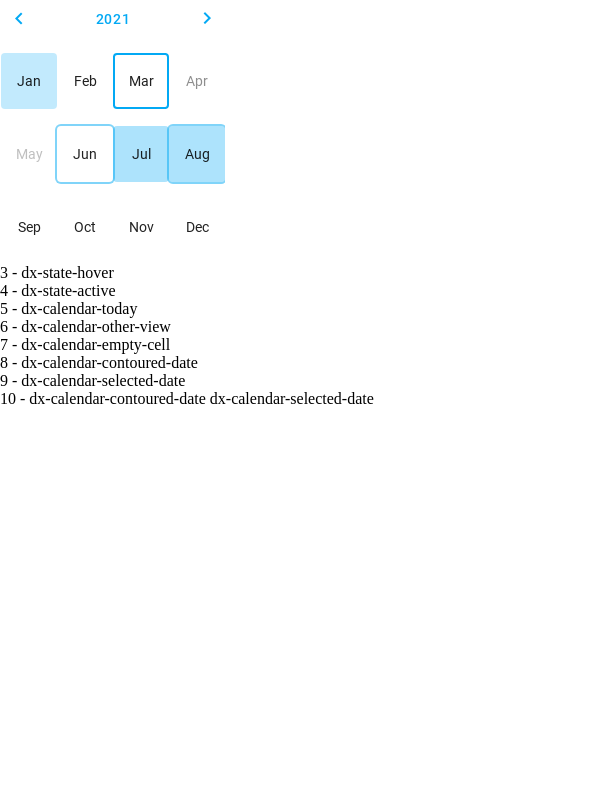 2021
Jan Feb Mar Apr
May Jun Jul Aug
Sep Oct Nov Dec
3 - dx-state-hover
4 - dx-state-active
5 - dx-calendar-today
6 - dx-calendar-other-view
7 - dx-calendar-empty-cell
8 - dx-calendar-contoured-date
9 - dx-calendar-selected-date
10 - dx-calendar-contoured-date dx-calendar-selected-date